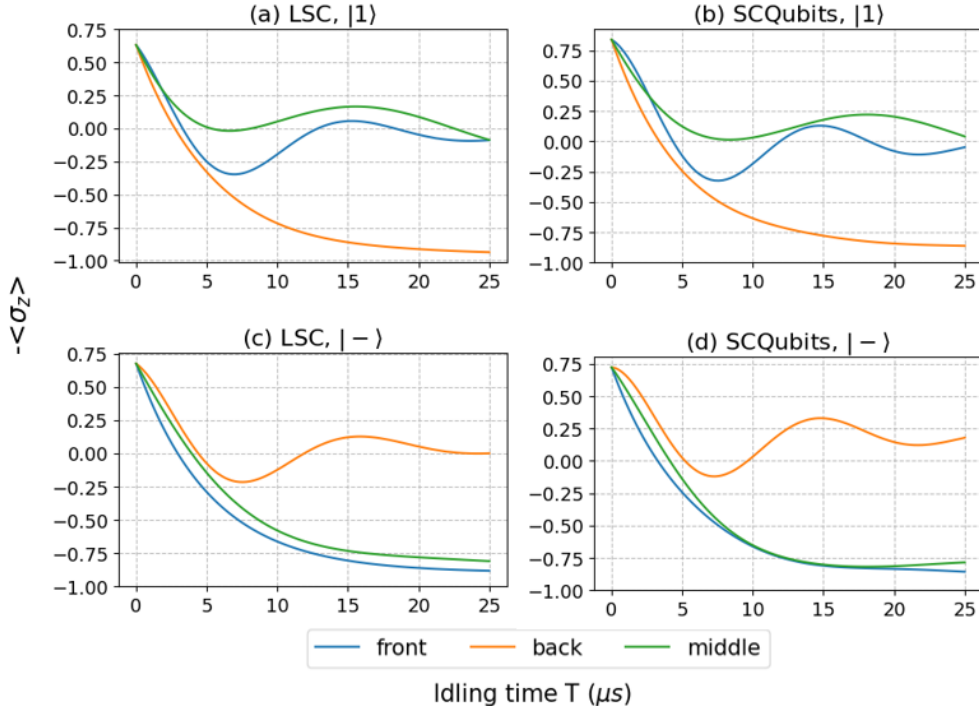 (a) LSC, |1⟩
(b) SCQubits, |1⟩
0.75
0.50
0.25
0.00
−0.25
−0.50
−0.75
−1.00
0 5 10 15 20 25
0.75
0.50
0.25
0.00
−0.25
−0.50
−0.75
−1.00
0 5 10 15 20 25
-<σz>
(c) LSC, |−⟩
(d) SCQubits, |−⟩
0.75
0.50
0.25
0.00
−0.25
−0.50
−0.75
−1.00
0 5 10 15 20 25
0.75
0.50
0.25
0.00
−0.25
−0.50
−0.75
−1.00
0 5 10 15 20 25
front back middle
Idling time T (μs)